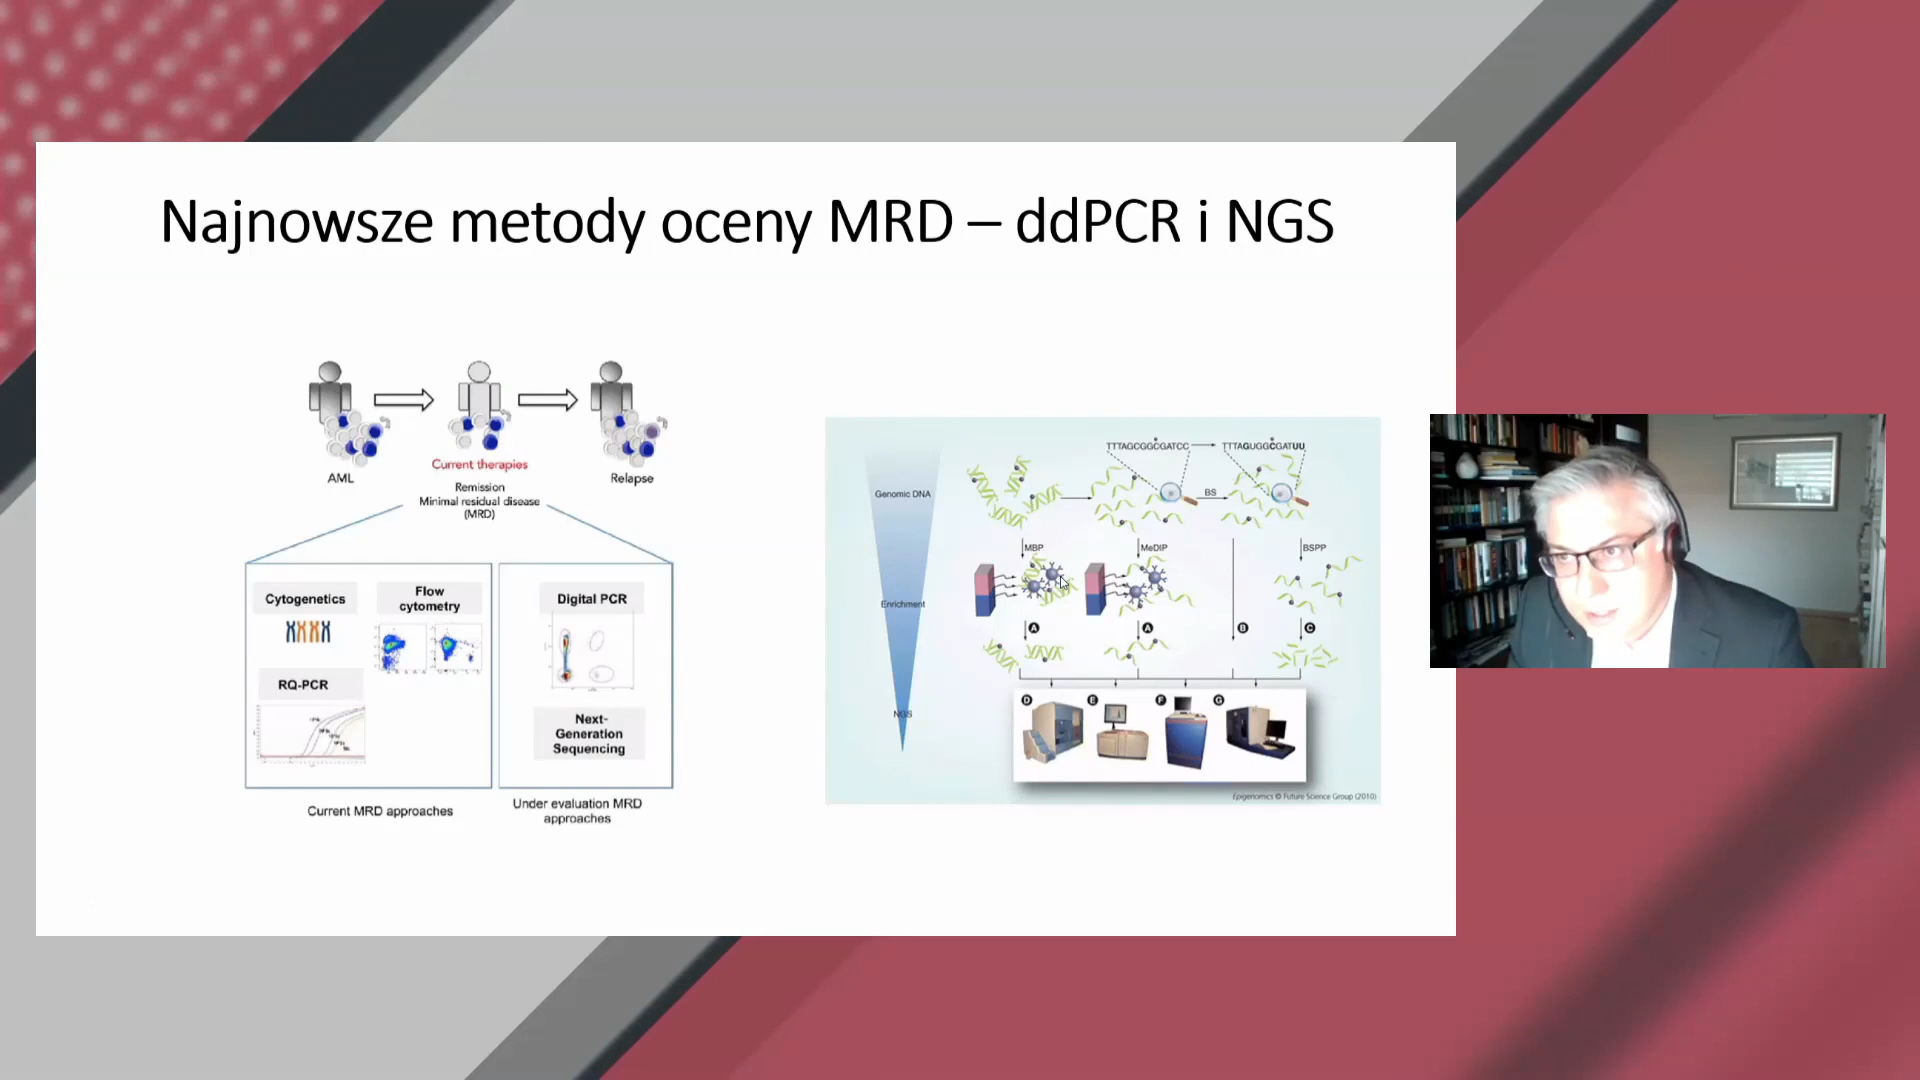 Najnowsze metody oceny MRD – ddPCR i NGS
AML
Current therapies
Remission
Minimal residual disease
(MRD)
Relapse
Cytogenetics
Flow
cytometry
RQ-PCR
Digital PCR
Next-
Generation
Sequencing
Current MRD approaches
Under evaluation MRD
approaches
TTTAGCGGCGATCC
TTTAGUGGCGATUU
Genomic DNA
BS
MBP
MeDIP
BSPP
Enrichment
A
A
B
C
NGS
D
E
F
G
Epigenomics © Future Science Group (2010)